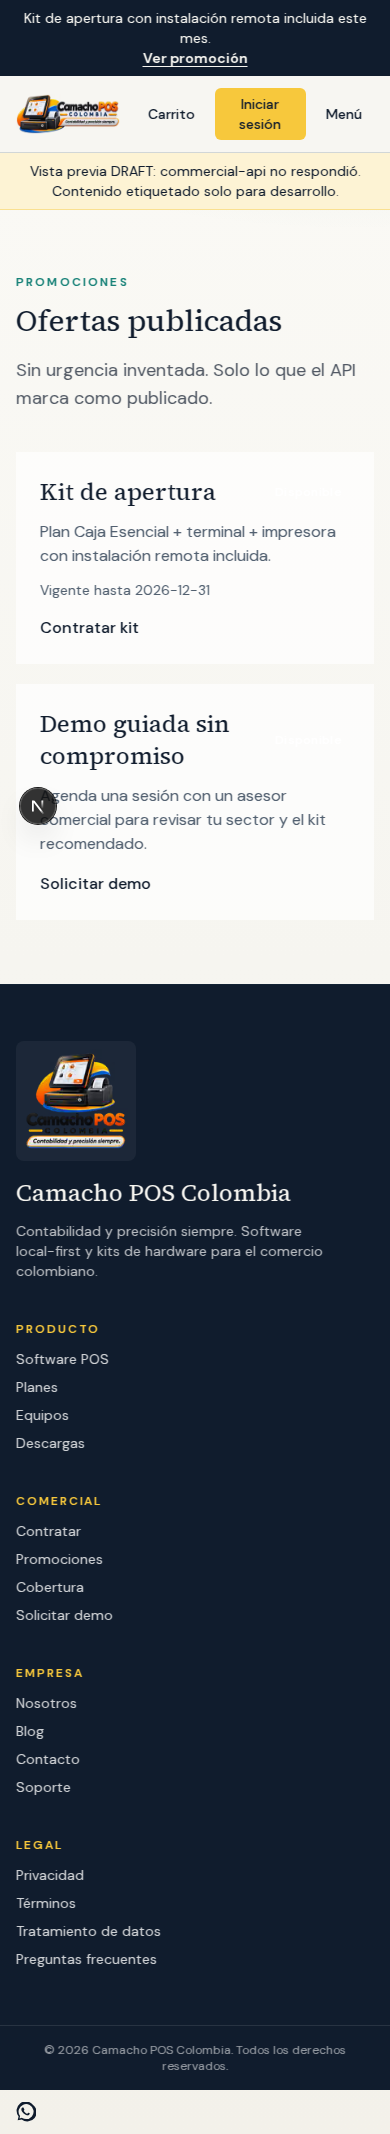 Kit de apertura con instalación remota incluida este
mes.
Ver promoción
Camacho POS
COLOMBIA
Contabilidad y precisión siempre.
Carrito
Iniciar
sesión
Menú
Vista previa DRAFT: commercial-api no respondió.
Contenido etiquetado solo para desarrollo.
PROMOCIONES
Ofertas publicadas
Sin urgencia inventada. Solo lo que el API
marca como publicado.
Kit de apertura
Plan Caja Esencial + terminal + impresora
con instalación remota incluida.
Vigente hasta 2026-12-31
Contratar kit
Demo guiada sin
compromiso
Agenda una sesión con un asesor
comercial para revisar tu sector y el kit
recomendado.
N
Solicitar demo
Camacho POS
COLOMBIA
Contabilidad y precisión siempre.
Camacho POS Colombia
Contabilidad y precisión siempre. Software
local-first y kits de hardware para el comercio
colombiano.
PRODUCTO
Software POS
Planes
Equipos
Descargas
COMERCIAL
Contratar
Promociones
Cobertura
Solicitar demo
EMPRESA
Nosotros
Blog
Contacto
Soporte
LEGAL
Privacidad
Términos
Tratamiento de datos
Preguntas frecuentes
© 2026 Camacho POS Colombia. Todos los derechos
reservados.